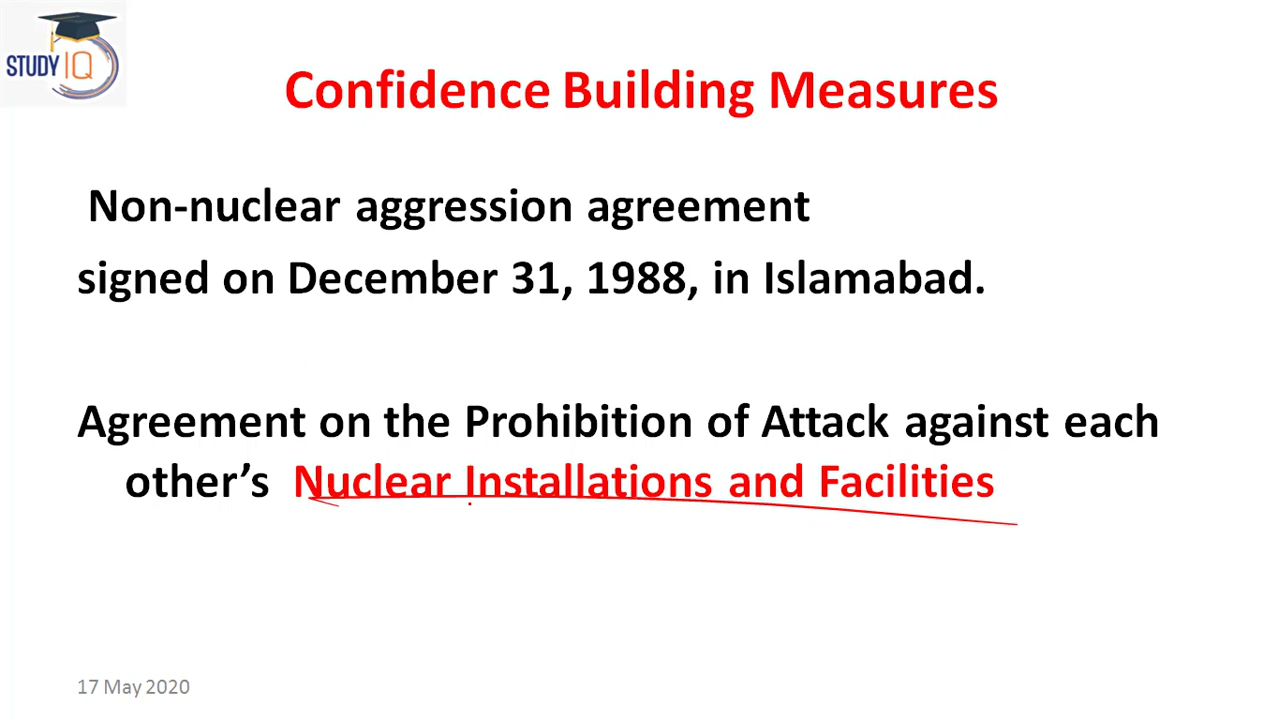 STUDY IQ
Confidence Building Measures
Non-nuclear aggression agreement
signed on December 31, 1988, in Islamabad.
Agreement on the Prohibition of Attack against each
other’s Nuclear Installations and Facilities
17 May 2020